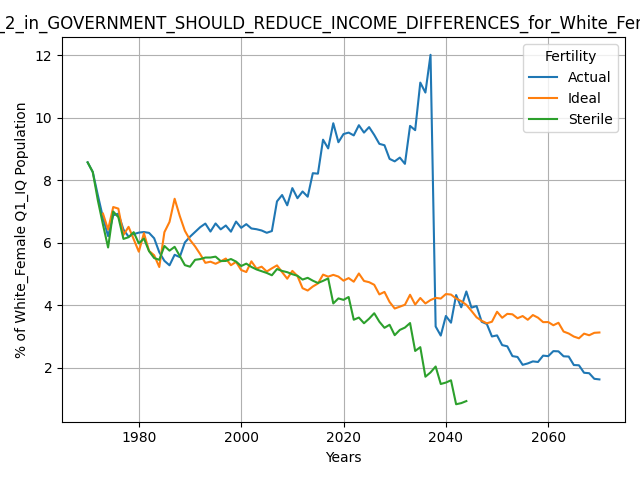 _2_in_GOVERNMENT_SHOULD_REDUCE_INCOME_DIFFERENCES_for_White_Fer
Fertility
Actual
Ideal
Sterile
% of White_Female Q1_IQ Population
12
10
8
6
4
2
1980
2000
2020
2040
2060
Years